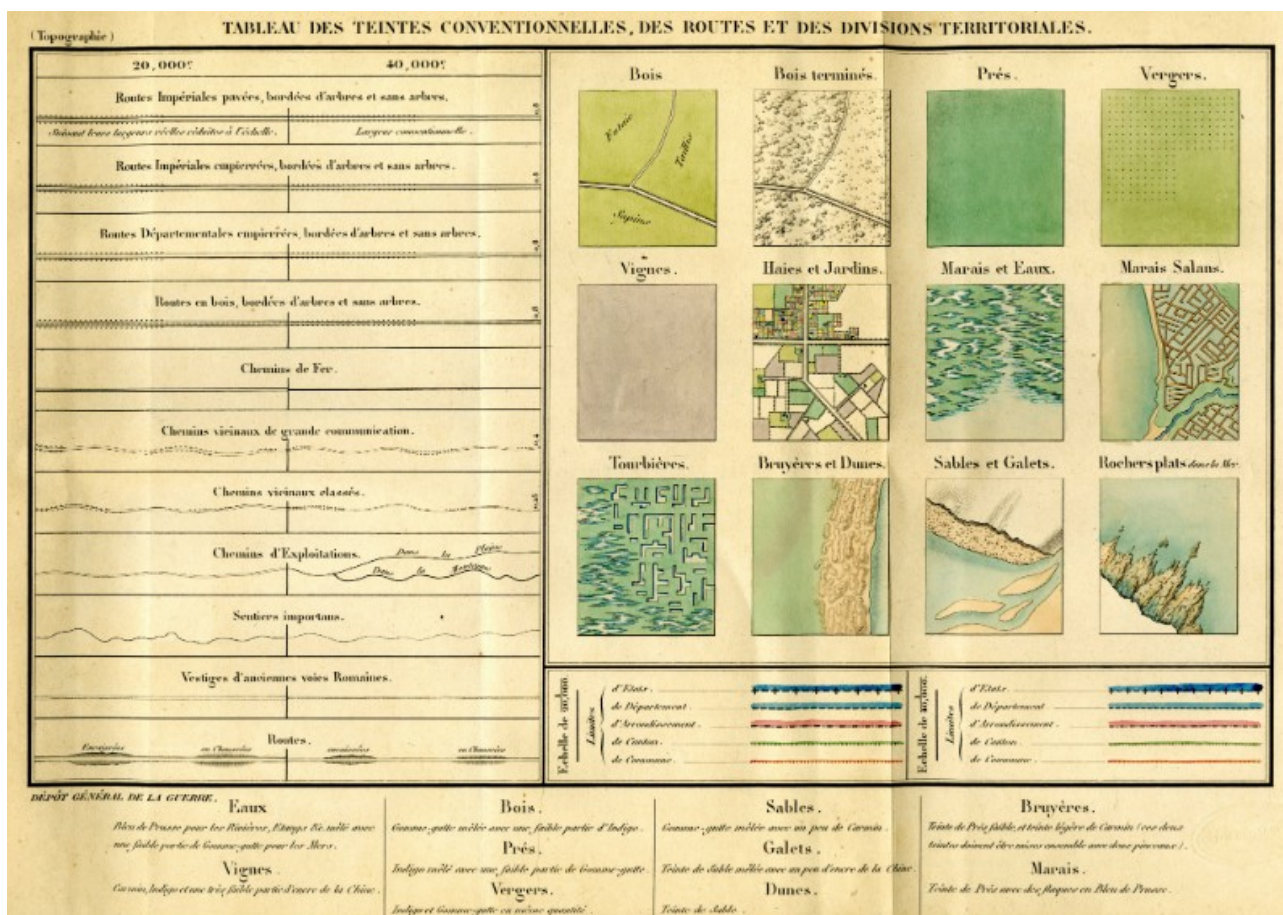 (Topographie)
TABLEAU DES TEINTES CONVENTIONNELLES, DES ROUTES ET DES DIVISIONS TERRITORIALES.
20,000e
40,000e
Routes Impériales pavées, bordées d'arbres et sans arbres.
Suivant leurs largeurs réelles réduites à l'échelle.
Largeur conventionnelle.
Routes Impériales empierrées, bordées d'arbres et sans arbres.
Routes Départementales empierrées, bordées d'arbres et sans arbres.
Routes en bois, bordées d'arbres et sans arbres.
Chemins de Fer.
Chemins vicinaux de grande communication.
Chemins vicinaux classés.
Chemins d'Exploitations.
Dans la Plaine
Dans la Montagne
Sentiers importans.
Vestiges d'anciennes voies Romaines.
Routes.
Encaissées
en Chaussées
encaissées
en Chaussées
Bois
Bois terminés.
Prés.
Vergers.
Futaie
Taillis
Sapins
Vignes.
Haies et Jardins.
Marais et Eaux.
Marais Salans.
Tourbières.
Bruyères et Dunes.
Sables et Galets.
Rochers plats dans la Mer.
Echelle de
Limites
d'Etats.
de Département.
d'Arrondissement.
de Canton
de Commune.
Echelle de
Limites
d'Etats.
de Département
d'Arrondissement.
de Canton
de Commune.
DÉPÔT GÉNÉRAL DE LA GUERRE.
Eaux
Bleu de Prusse pour les Rivières, Etangs &c. mêlé avec
une faible partie de Gomme-gutte pour les Mers.
Vignes.
Carmin, Indigo et une très faible partie d'encre de la Chine.
Bois.
Gomme-gutte mêlée avec une faible partie d'Indigo.
Prés.
Indigo mêlé avec une faible partie de Gomme-gutte.
Vergers.
Indigo et Gomme-gutte en même quantité.
Sables.
Gomme-gutte mêlée avec un peu de Carmin.
Galets.
Teinte de Sable mêlée avec un peu d'encre de la Chine.
Dunes.
Teinte de Sable.
Bruyères.
Teinte de Prés faible, et teinte légère de Carmin (ces deux
teintes doivent être mises ensemble avec deux pinceaux).
Marais.
Teinte de Prés avec des flaques en Bleu de Prusse.